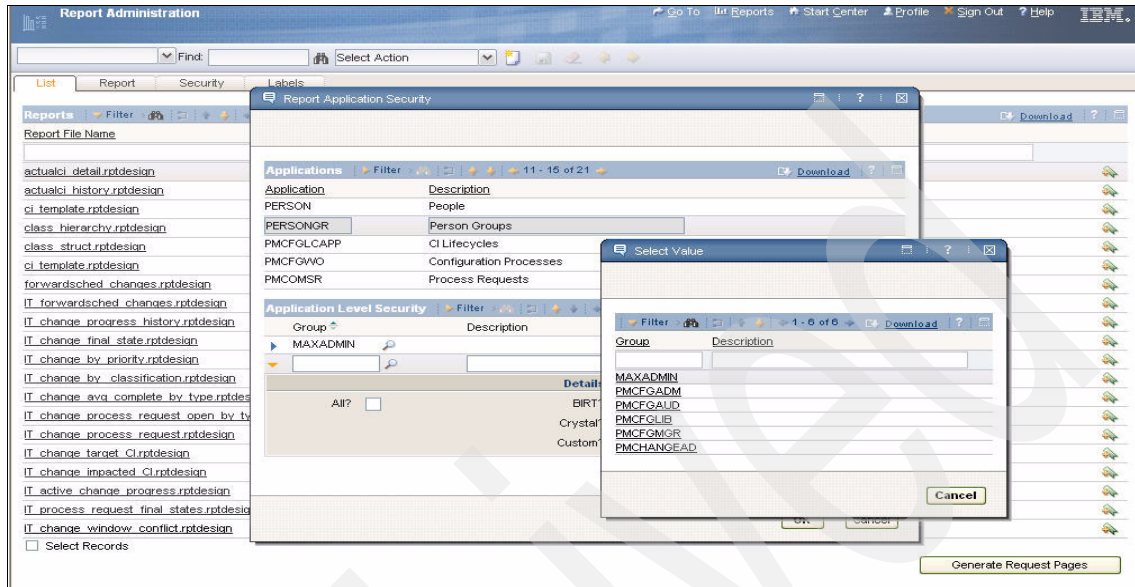 Report Administration
Go To Reports Start Center Profile Sign Out ? Help IBM.
Find: Select Action
List Report Security Labels
Report Application Security ?
Reports Filter Download ?
Report File Name
actualci_detail.rptdesign
actualci_history.rptdesign
ci_template.rptdesign
class_hierarchy.rptdesign
class_struct.rptdesign
ci_template.rptdesign
forwardsched_changes.rptdesign
IT_forwardsched_changes.rptdesign
IT_change_progress_history.rptdesign
IT_change_final_state.rptdesign
IT_change_by_priority.rptdesign
IT_change_by_classification.rptdesign
IT_change_avg_complete_by_type.rptdes
IT_change_process_request_open_by_ty
IT_change_process_request.rptdesign
IT_change_target_CI.rptdesign
IT_change_impacted_CI.rptdesign
IT_active_change_progress.rptdesign
IT_process_request_final_states.rptdesig
IT_change_window_conflict.rptdesign
Select Records
Applications Filter 11 - 15 of 21 Download ?
Application Description
PERSON People
PERSONGR Person Groups
PMCFGLCAPP CI Lifecycles
PMCFGWO Configuration Processes
PMCOMSR Process Requests
Application Level Security Filter
Group Description
MAXADMIN
Details
All? BIRT?
Crystal?
Custom?
OK Cancel
Select Value ?
Filter 1 - 6 of 6 Download ?
Group Description
MAXADMIN
PMCFGADM
PMCFGAUD
PMCFGLIB
PMCFGMGR
PMCHANGEAD
Cancel
Generate Request Pages